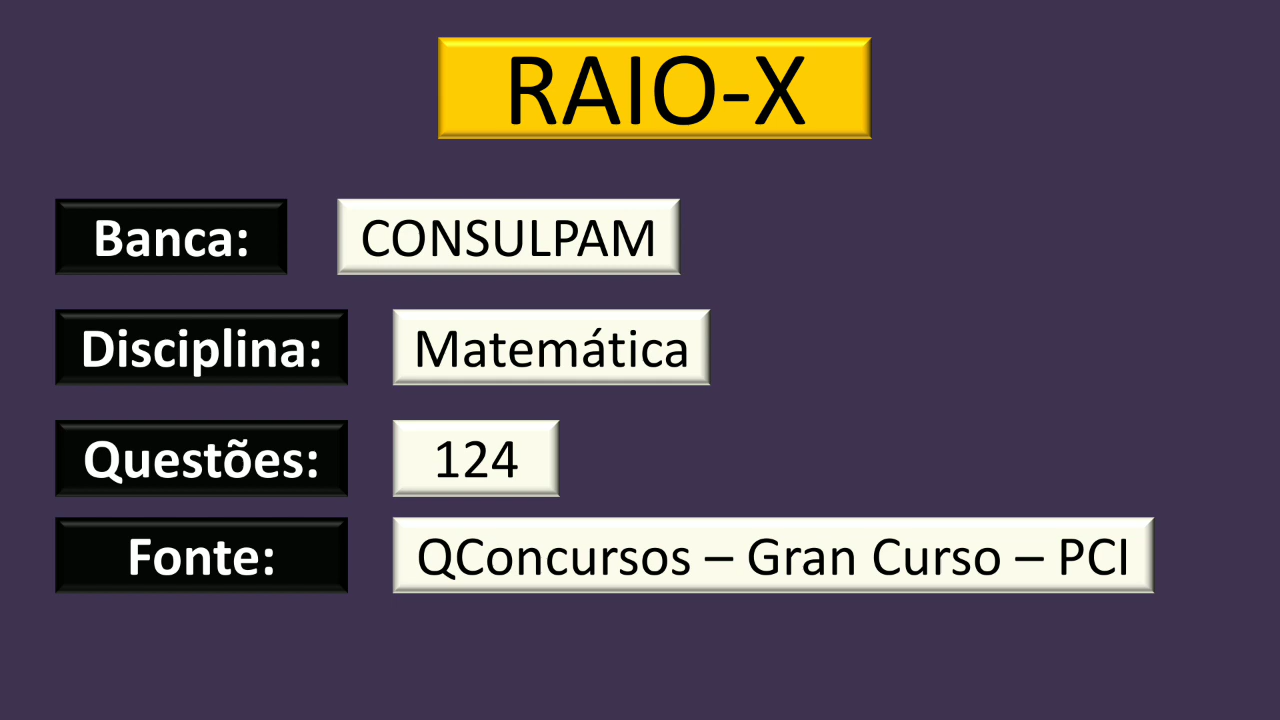 RAIO-X
Banca: CONSULPAM
Disciplina: Matemática
Questões: 124
Fonte: QConcursos – Gran Curso – PCI